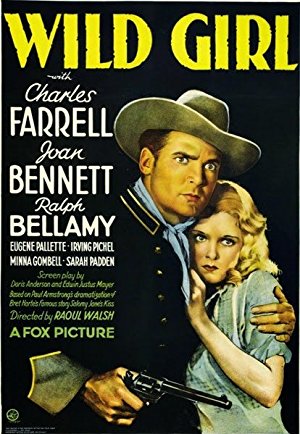 WILD GIRL
with
Charles
FARRELL
Joan
BENNETT
Ralph
BELLAMY
EUGENE PALLETTE · IRVING PICHEL
MINNA GOMBELL · SARAH PADDEN
Screen play by
Doris Anderson and Edwin Justus Mayer
Based on Paul Armstrong's dramatization of
Bret Harte's famous story Salomy Jane's Kiss
Directed by RAOUL WALSH
A FOX PICTURE